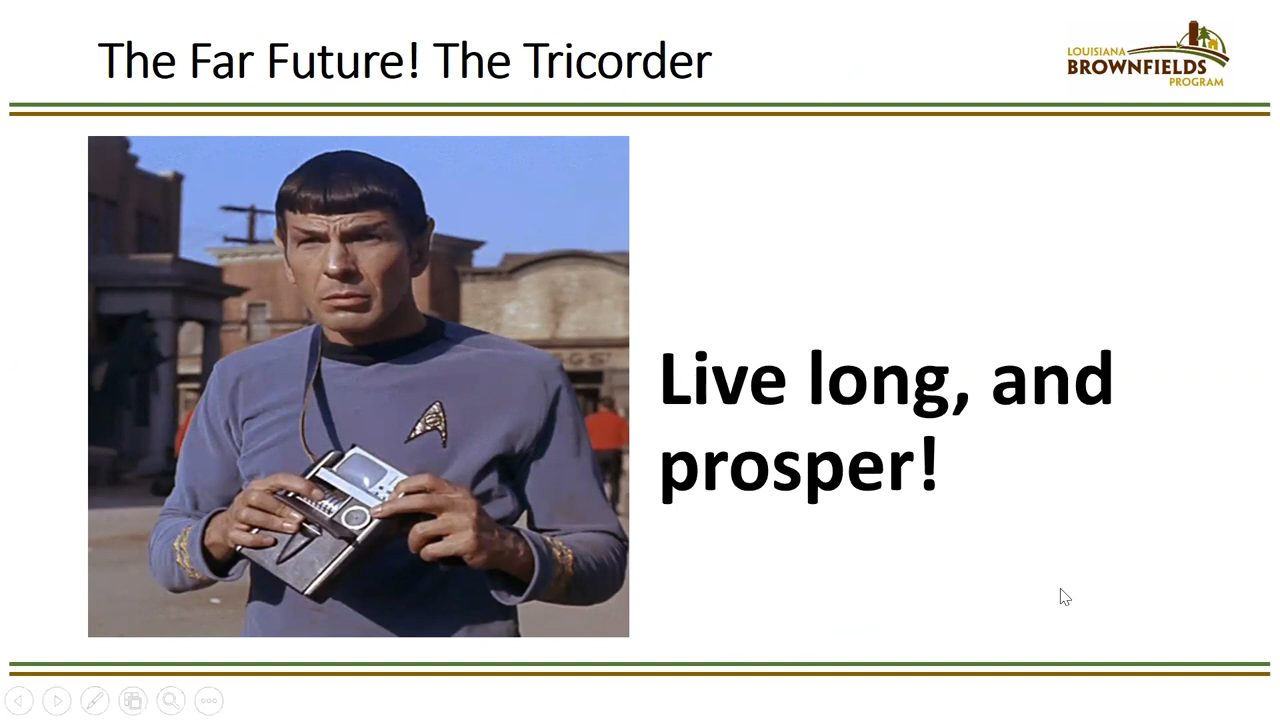 The Far Future! The Tricorder
LOUISIANA
BROWNFIELDS
PROGRAM
Live long, and
prosper!